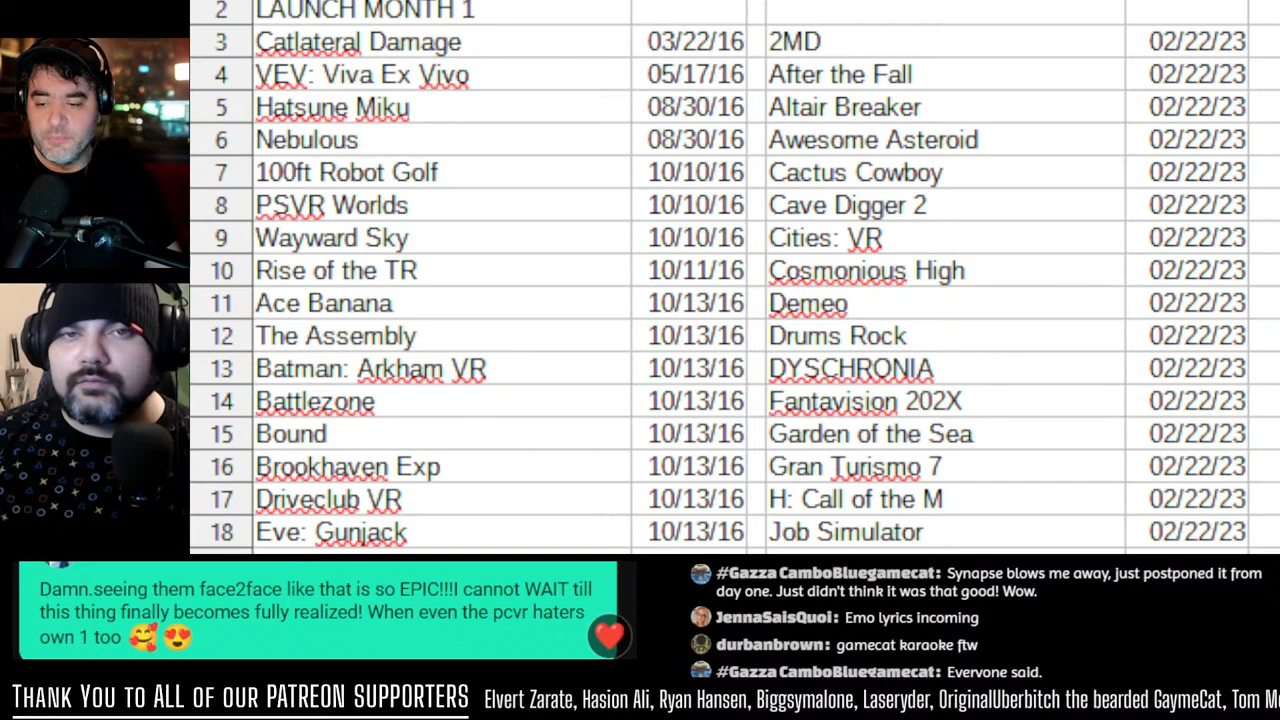 2 LAUNCH MONTH 1
3 Catlateral Damage 03/22/16 2MD 02/22/23
4 VEV: Viva Ex Vivo 05/17/16 After the Fall 02/22/23
5 Hatsune Miku 08/30/16 Altair Breaker 02/22/23
6 Nebulous 08/30/16 Awesome Asteroid 02/22/23
7 100ft Robot Golf 10/10/16 Cactus Cowboy 02/22/23
8 PSVR Worlds 10/10/16 Cave Digger 2 02/22/23
9 Wayward Sky 10/10/16 Cities: VR 02/22/23
10 Rise of the TR 10/11/16 Cosmonious High 02/22/23
11 Ace Banana 10/13/16 Demeo 02/22/23
12 The Assembly 10/13/16 Drums Rock 02/22/23
13 Batman: Arkham VR 10/13/16 DYSCHRONIA 02/22/23
14 Battlezone 10/13/16 Fantavision 202X 02/22/23
15 Bound 10/13/16 Garden of the Sea 02/22/23
16 Brookhaven Exp 10/13/16 Gran Turismo 7 02/22/23
17 Driveclub VR 10/13/16 H: Call of the M 02/22/23
18 Eve: Gunjack 10/13/16 Job Simulator 02/22/23
Damn.seeing them face2face like that is so EPIC!!!I cannot WAIT till
this thing finally becomes fully realized! When even the pcvr haters
own 1 too 🥰 😍
#Gazza CamboBluegamecat: Synapse blows me away, just postponed it from
day one. Just didn't think it was that good! Wow.
JennaSaisQuoi: Emo lyrics incoming
durbanbrown: gamecat karaoke ftw
#Gazza CamboBluegamecat: Everyone said.
THANK YOU TO ALL OF OUR PATREON SUPPORTERS Elvert Zarate, Hasion Ali, Ryan Hansen, Biggsymalone, Laseryder, OriginalUberbitch the bearded GaymeCat, Tom M